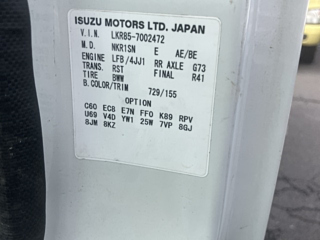 ISUZU MOTORS LTD. JAPAN
V.I.N. LKR85-7002472
M.D. NKR1SN E AE/BE
ENGINE LFB/4JJ1 RR AXLE G73
TRANS. RST FINAL R41
TIRE BWW
B.COLOR/TRIM 729/155
OPTION
C60 EC8 E7N FF0 K89 RPV
U69 V4D YW1 25W 7VP 8GJ
8JM 8KZ